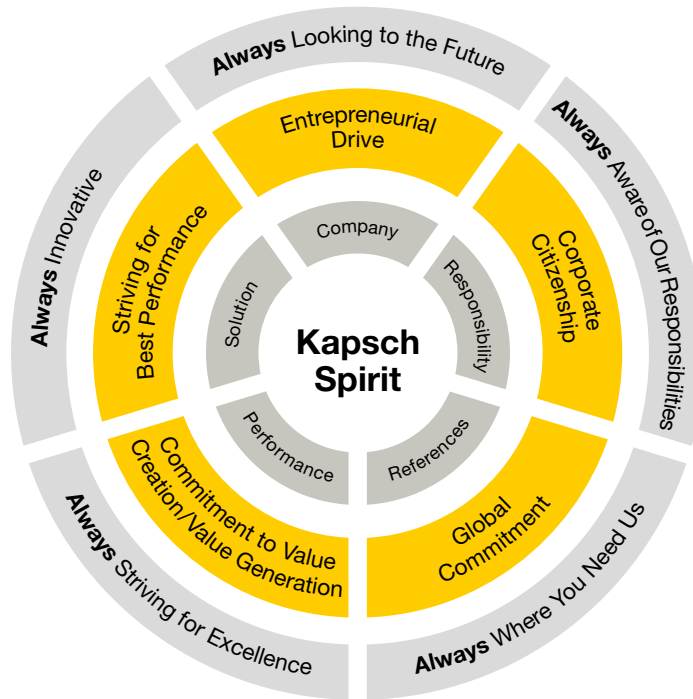 Always Looking to the Future
Entrepreneurial
Drive
Company
Always Aware of Our Responsibilities
Corporate
Citizenship
Responsibility
Always Where You Need Us
Global
Commitment
References
Always Striving for Excellence
Commitment to Value
Creation/Value Generation
Performance
Always Innovative
Striving for
Best Performance
Solution
Kapsch
Spirit